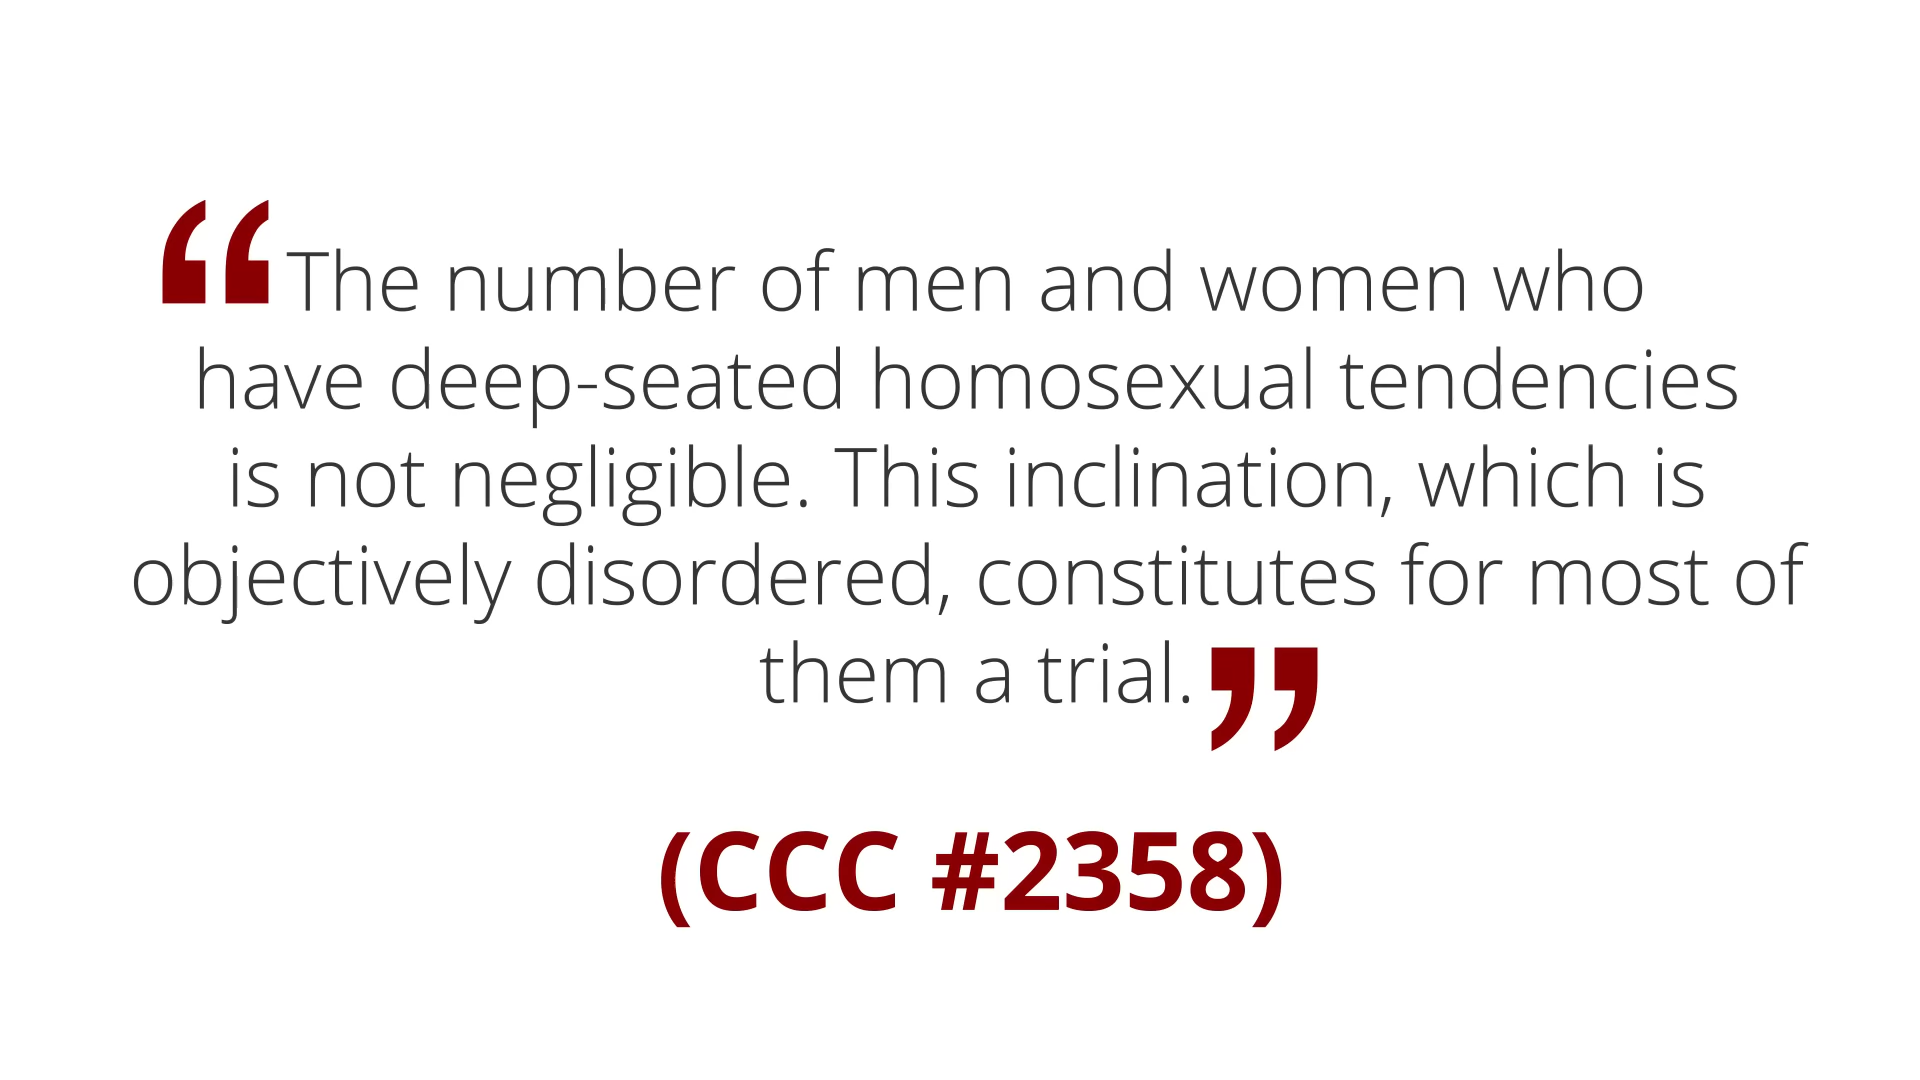 “The number of men and women who
have deep-seated homosexual tendencies
is not negligible. This inclination, which is
objectively disordered, constitutes for most of
them a trial.”
(CCC #2358)